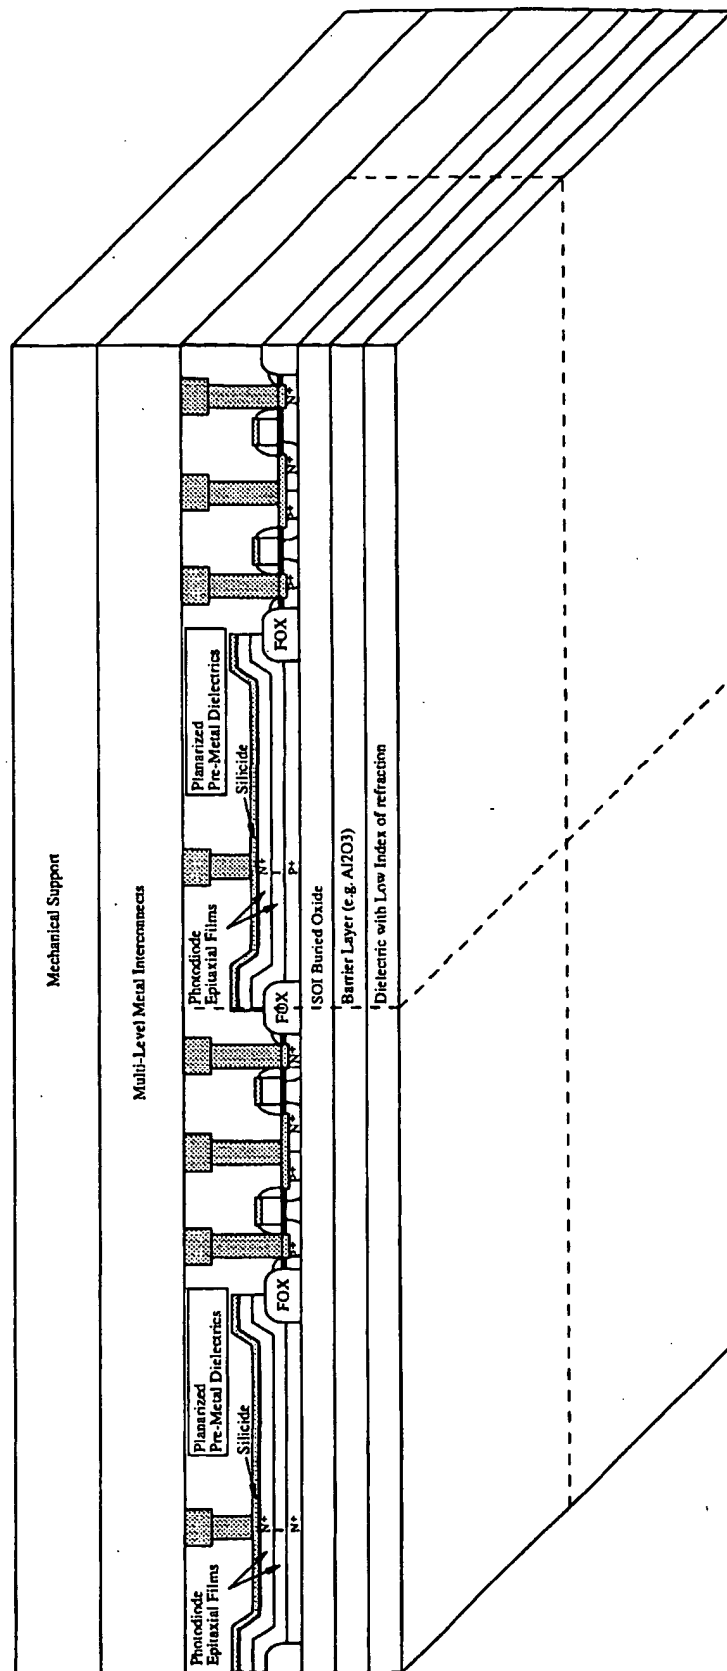 Mechanical Support
Multi-Level Metal Interconnects
Photodiode
Epitaxial Films
Planarized
Pre-Metal Dielectrics
Silicide
N+
I
N+
FOX
P+
P+
N+
N+
FOX
Photodiode
Epitaxial Films
Planarized
Pre-Metal Dielectrics
Silicide
N+
I
P+
FOX
P+
P+
N+
N+
SOI Buried Oxide
Barrier Layer (e.g. Al2O3)
Dielectric with Low Index of refraction